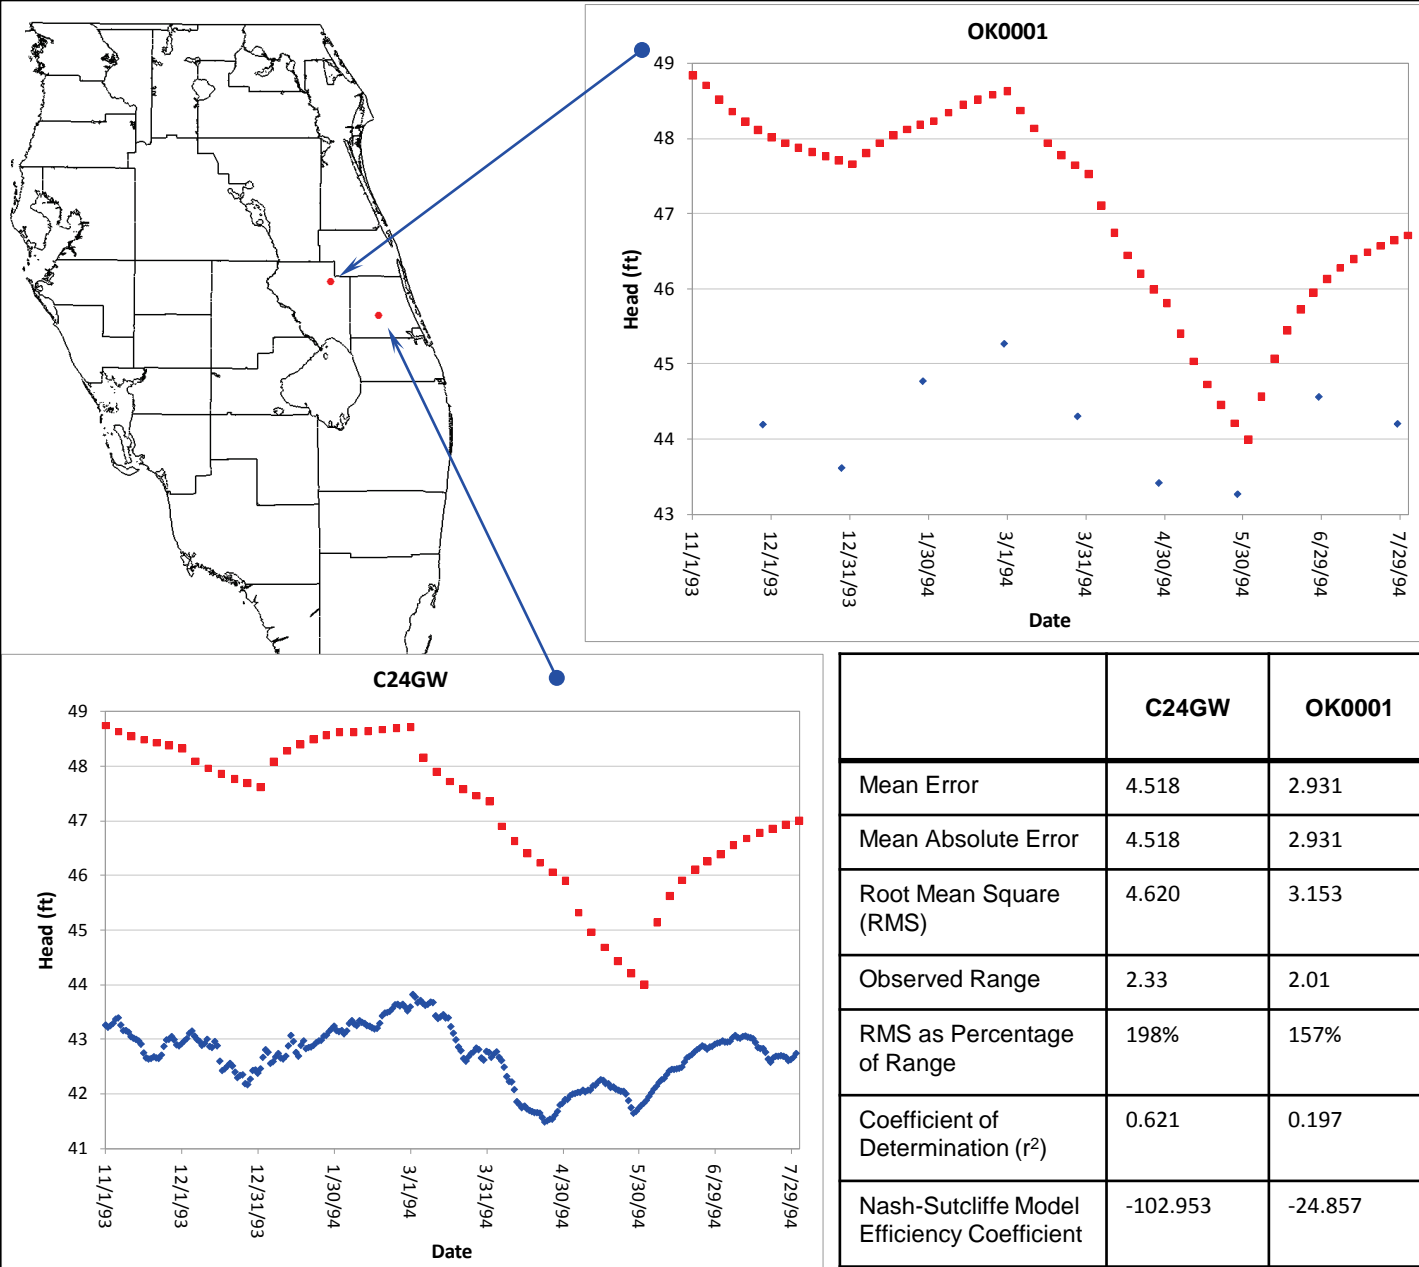 OK0001
49
48
47
46
45
44
43
Head (ft)
11/1/93
12/1/93
12/31/93
1/30/94
3/1/94
3/31/94
4/30/94
5/30/94
6/29/94
7/29/94
Date
C24GW
49
48
47
46
45
44
43
42
41
Head (ft)
11/1/93
12/1/93
12/31/93
1/30/94
3/1/94
3/31/94
4/30/94
5/30/94
6/29/94
7/29/94
Date
C24GW OK0001
Mean Error 4.518 2.931
Mean Absolute Error 4.518 2.931
Root Mean Square 4.620 3.153
(RMS)
Observed Range 2.33 2.01
RMS as Percentage 198% 157%
of Range
Coefficient of 0.621 0.197
Determination (r²)
Nash-Sutcliffe Model -102.953 -24.857
Efficiency Coefficient